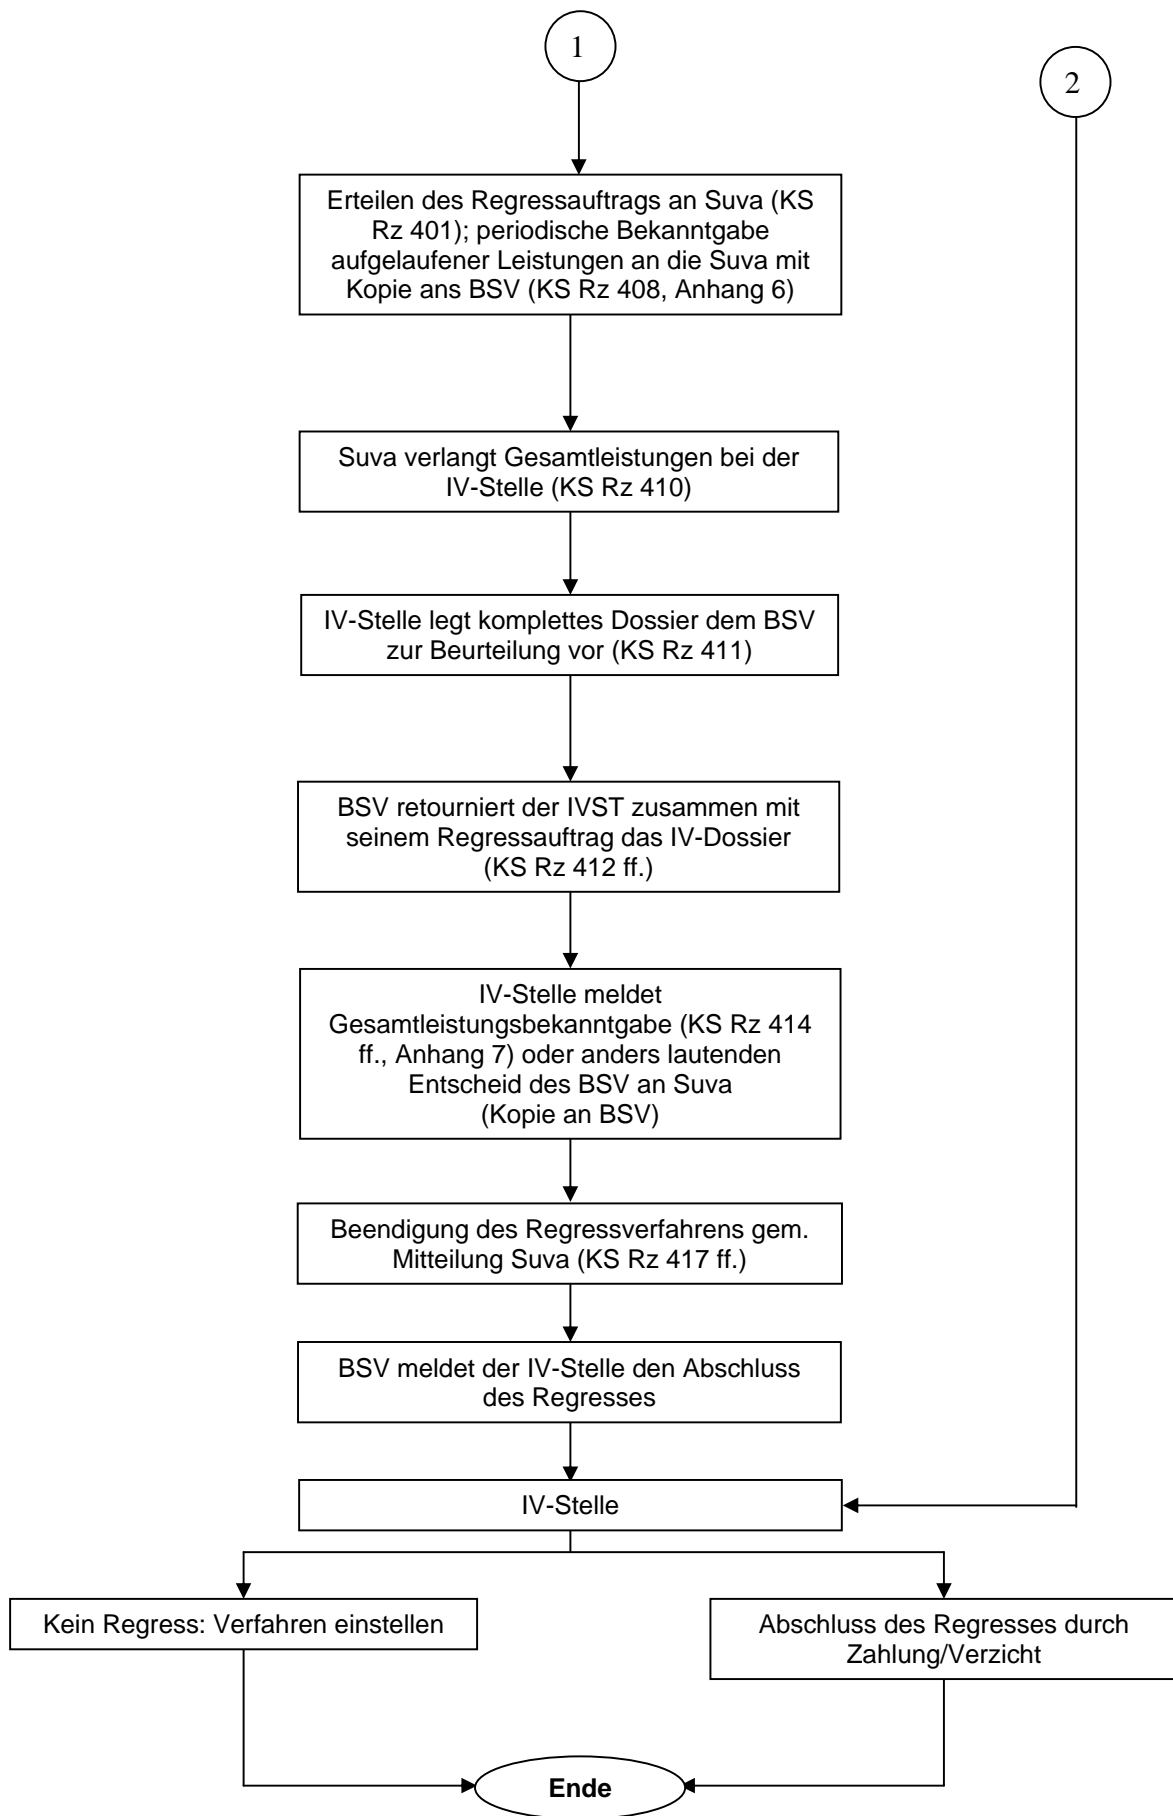 1
2
Erteilen des Regressauftrags an Suva (KS
Rz 401); periodische Bekanntgabe
aufgelaufener Leistungen an die Suva mit
Kopie ans BSV (KS Rz 408, Anhang 6)
Suva verlangt Gesamtleistungen bei der
IV-Stelle (KS Rz 410)
IV-Stelle legt komplettes Dossier dem BSV
zur Beurteilung vor (KS Rz 411)
BSV retourniert der IVST zusammen mit
seinem Regressauftrag das IV-Dossier
(KS Rz 412 ff.)
IV-Stelle meldet
Gesamtleistungsbekanntgabe (KS Rz 414
ff., Anhang 7) oder anders lautenden
Entscheid des BSV an Suva
(Kopie an BSV)
Beendigung des Regressverfahrens gem.
Mitteilung Suva (KS Rz 417 ff.)
BSV meldet der IV-Stelle den Abschluss
des Regresses
IV-Stelle
Kein Regress: Verfahren einstellen
Abschluss des Regresses durch
Zahlung/Verzicht
Ende